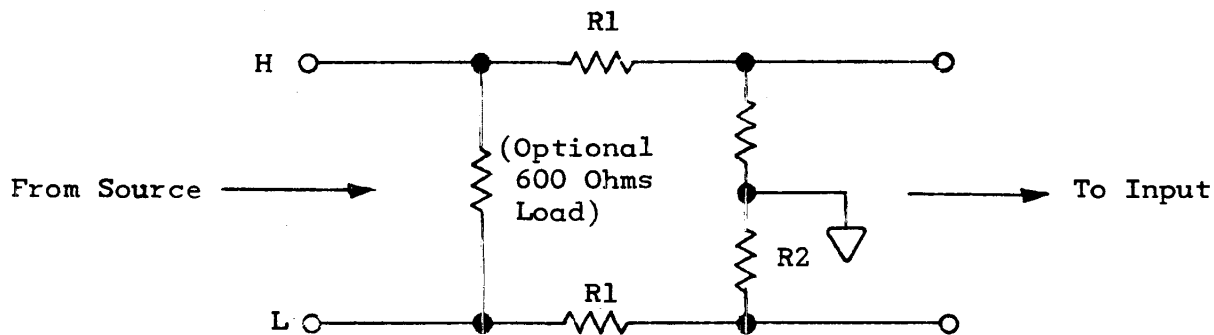 R1
H
(Optional
600 Ohms
Load)
From Source
To Input
R2
R1
L